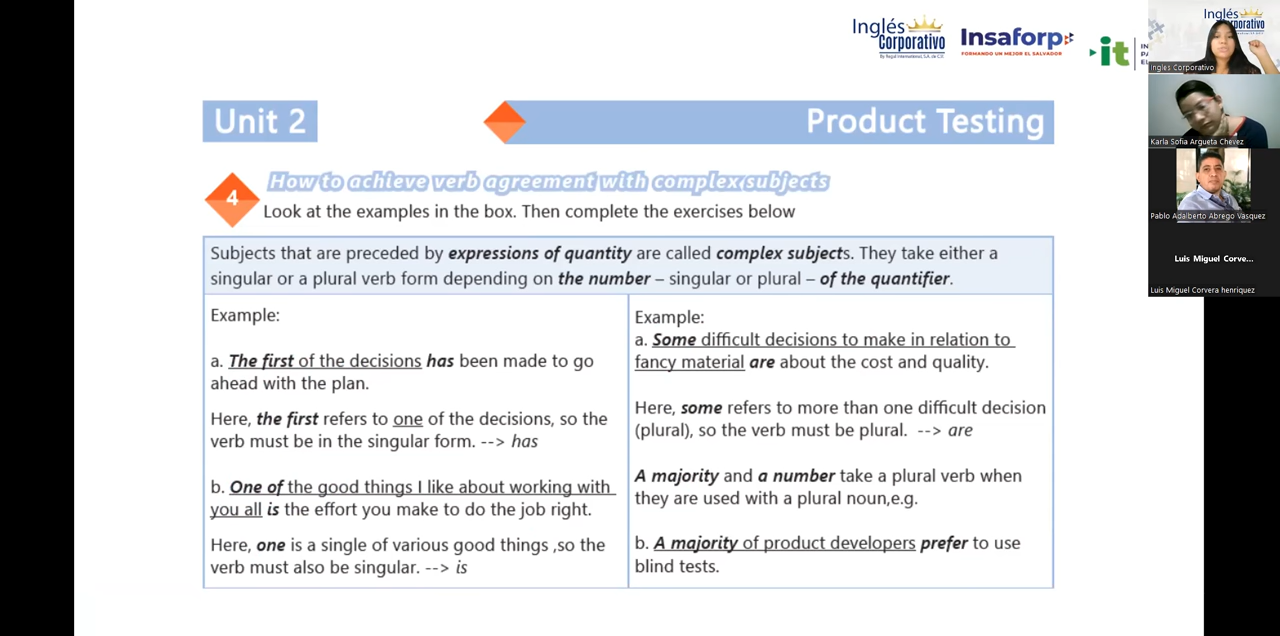 Inglés
Corporativo
By Regal International, S.A. de C.V.
Insaforp
FORMANDO UN MEJOR EL SALVADOR
it
Inglés
Corporativo
Ingles Corporativo
Karla Sofia Argueta Chévez
Pablo Adalberto Abrego Vasquez
Luis Miguel Corve...
Luis Miguel Corvera henriquez
Unit 2
Product Testing
4
How to achieve verb agreement with complex subjects
Look at the examples in the box. Then complete the exercises below
Subjects that are preceded by expressions of quantity are called complex subjects. They take either a
singular or a plural verb form depending on the number – singular or plural – of the quantifier.
Example:
a. The first of the decisions has been made to go
ahead with the plan.
Here, the first refers to one of the decisions, so the
verb must be in the singular form. --> has
b. One of the good things I like about working with
you all is the effort you make to do the job right.
Here, one is a single of various good things ,so the
verb must also be singular. --> is
Example:
a. Some difficult decisions to make in relation to
fancy material are about the cost and quality.
Here, some refers to more than one difficult decision
(plural), so the verb must be plural. --> are
A majority and a number take a plural verb when
they are used with a plural noun,e.g.
b. A majority of product developers prefer to use
blind tests.